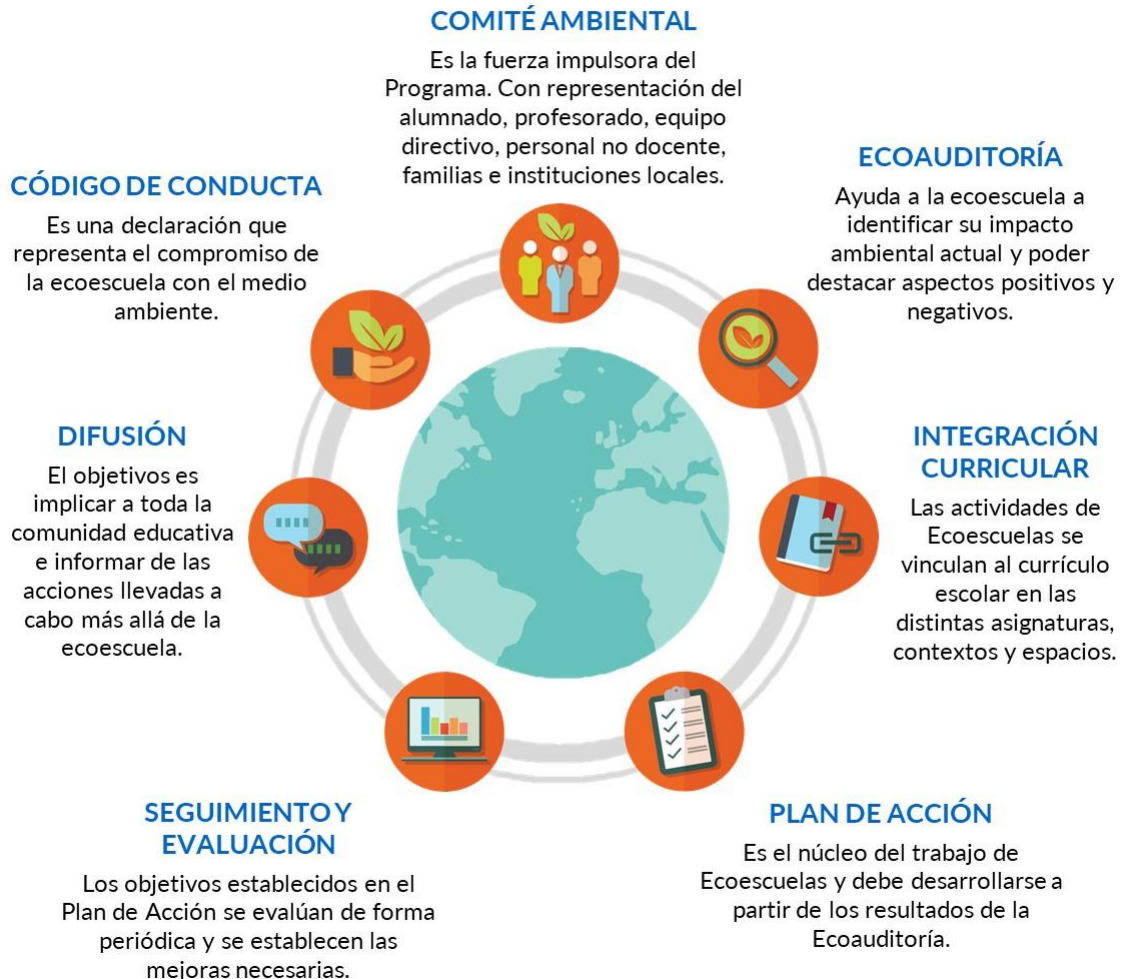 COMITÉ AMBIENTAL
Es la fuerza impulsora del
Programa. Con representación del
alumnado, profesorado, equipo
directivo, personal no docente,
familias e instituciones locales.
ECOAUDITORÍA
Ayuda a la ecoescuela a
identificar su impacto
ambiental actual y poder
destacar aspectos positivos y
negativos.
INTEGRACIÓN
CURRICULAR
Las actividades de
Ecoescuelas se
vinculan al currículo
escolar en las
distintas asignaturas,
contextos y espacios.
PLAN DE ACCIÓN
Es el núcleo del trabajo de
Ecoescuelas y debe desarrollarse a
partir de los resultados de la
Ecoauditoría.
SEGUIMIENTO Y
EVALUACIÓN
Los objetivos establecidos en el
Plan de Acción se evalúan de forma
periódica y se establecen las
mejoras necesarias.
DIFUSIÓN
El objetivos es
implicar a toda la
comunidad educativa
e informar de las
acciones llevadas a
cabo más allá de la
ecoescuela.
CÓDIGO DE CONDUCTA
Es una declaración que
representa el compromiso de
la ecoescuela con el medio
ambiente.